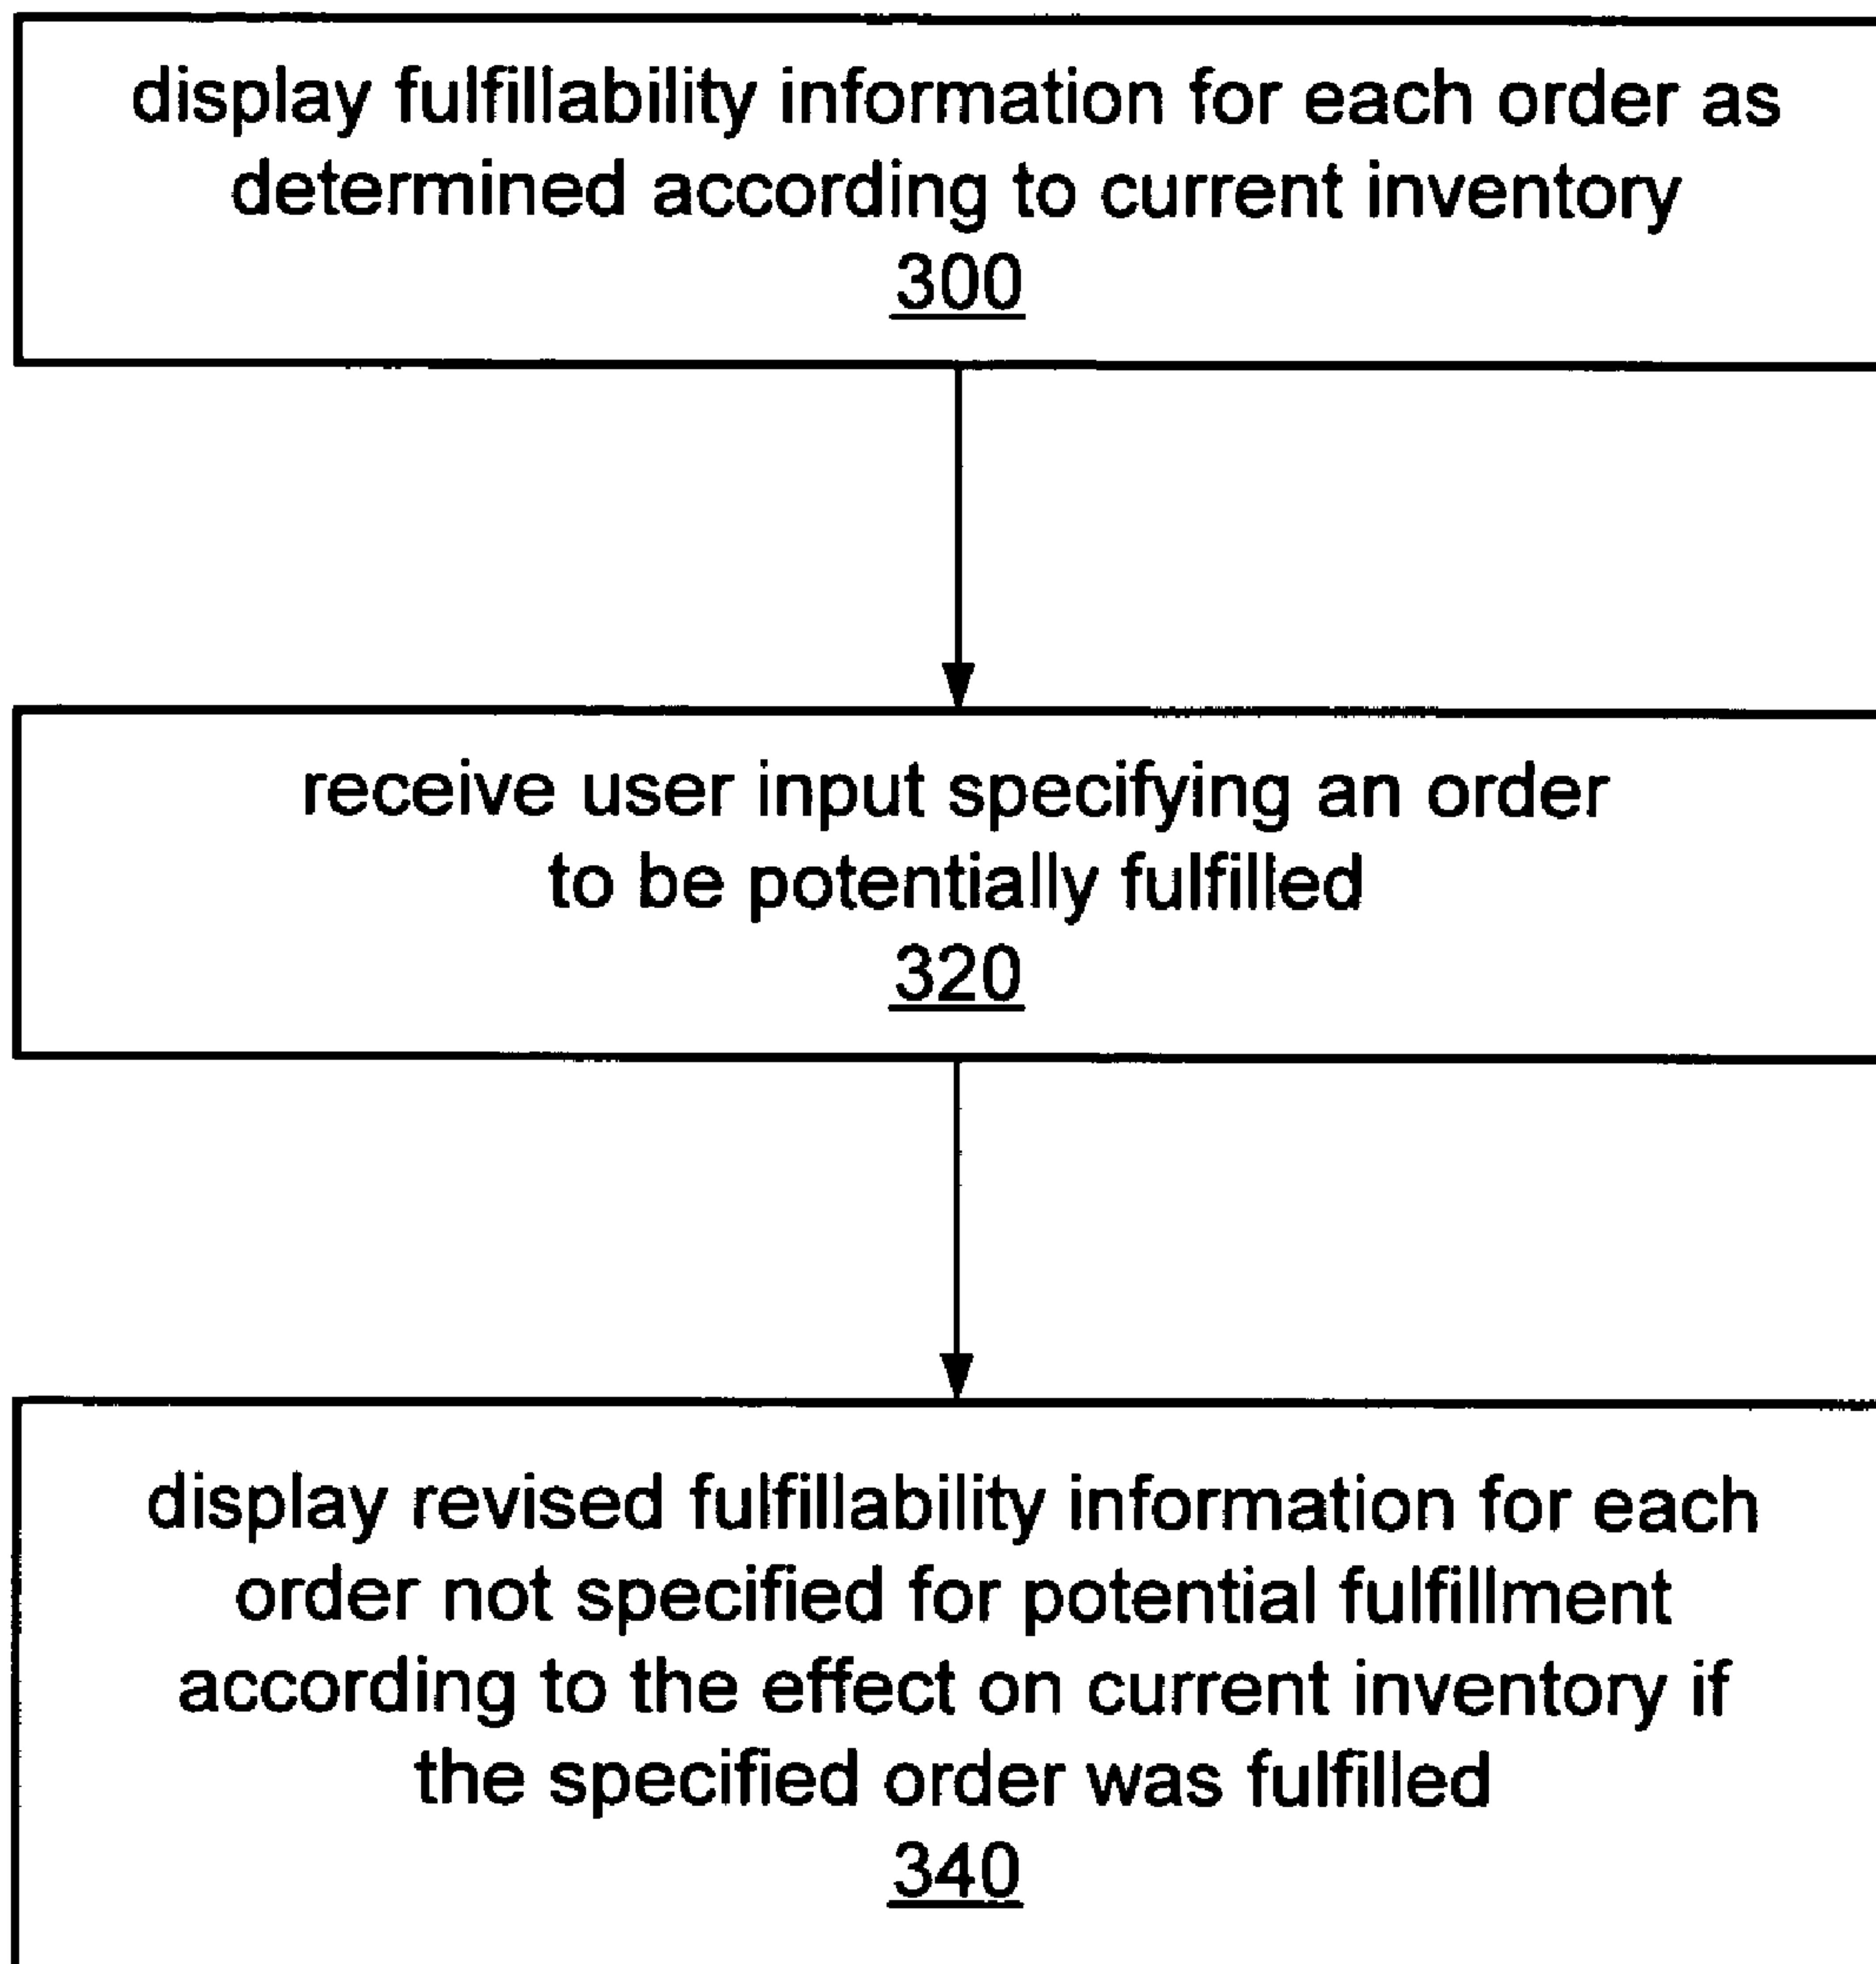 display fulfillability information for each order as
determined according to current inventory
300
receive user input specifying an order
to be potentially fulfilled
320
display revised fulfillability information for each
order not specified for potential fulfillment
according to the effect on current inventory if
the specified order was fulfilled
340